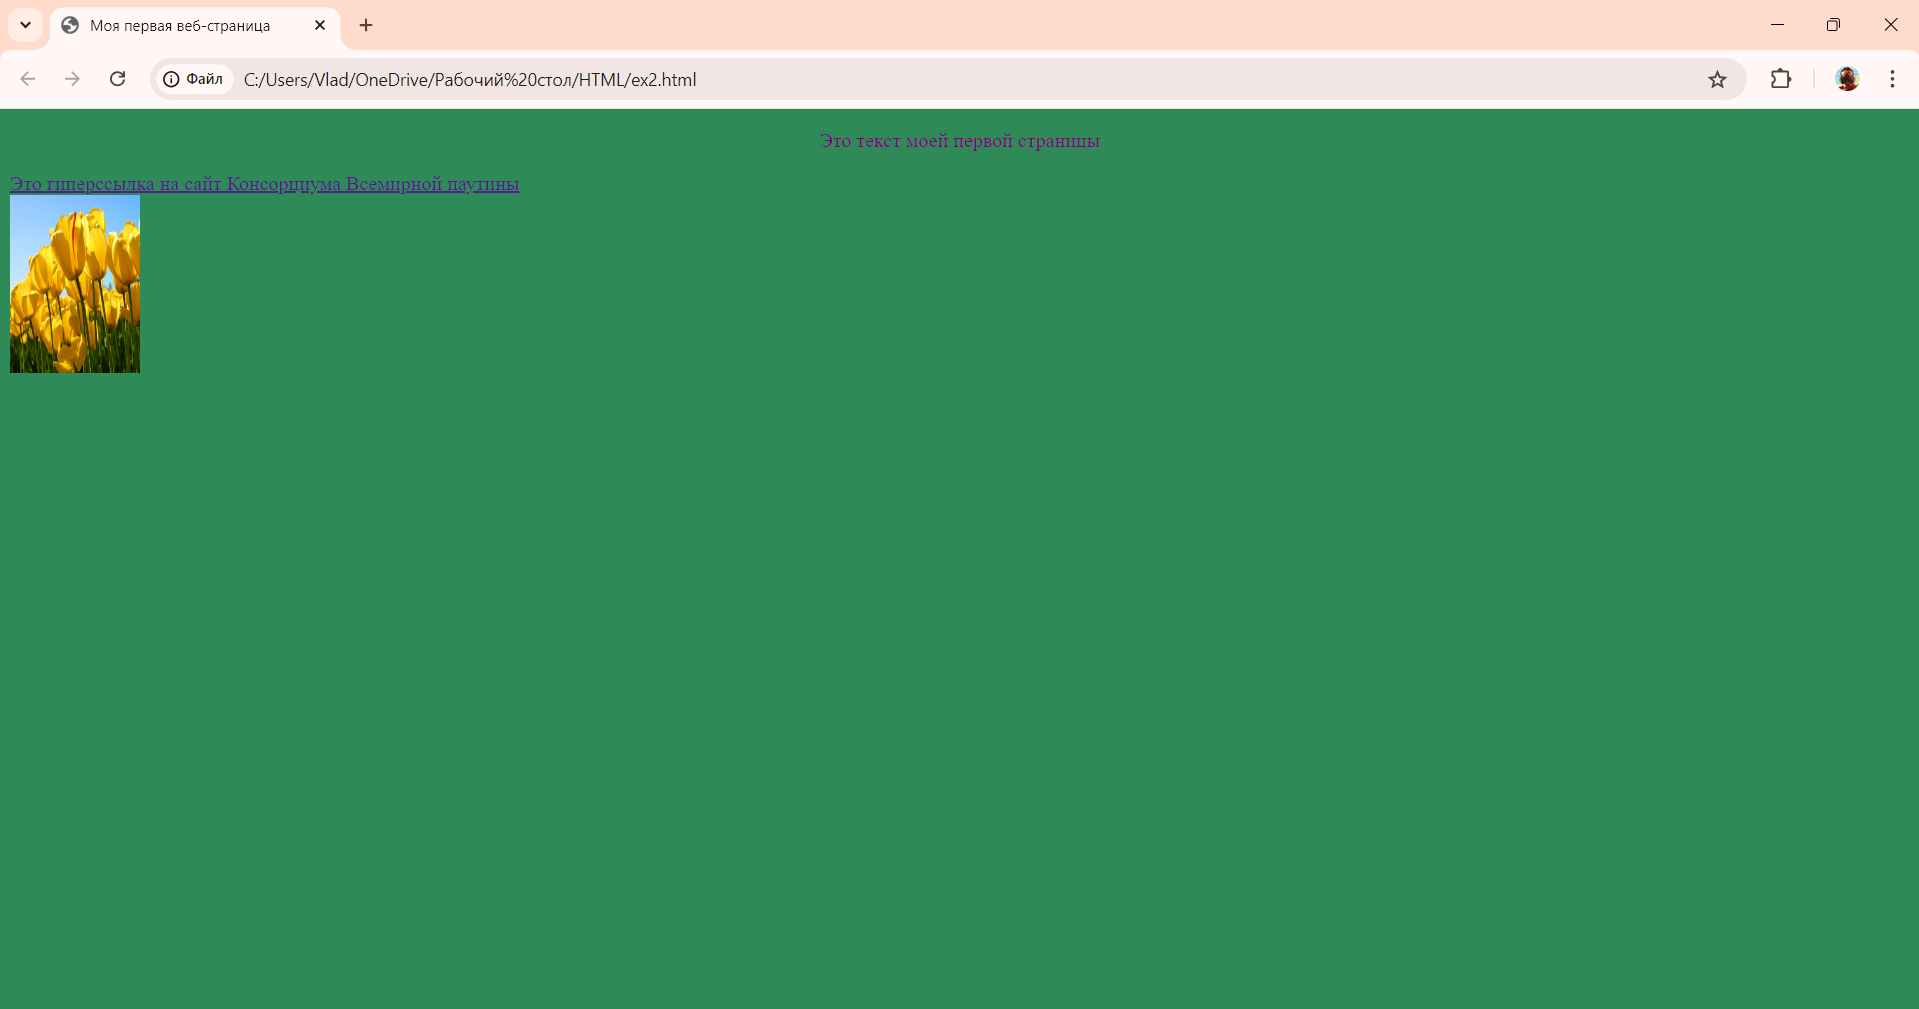 Моя первая веб-страница
Файл C:/Users/Vlad/OneDrive/Рабочий%20стол/HTML/ex2.html
Это текст моей первой страницы
Это гиперссылка на сайт Консорциума Всемирной паутины